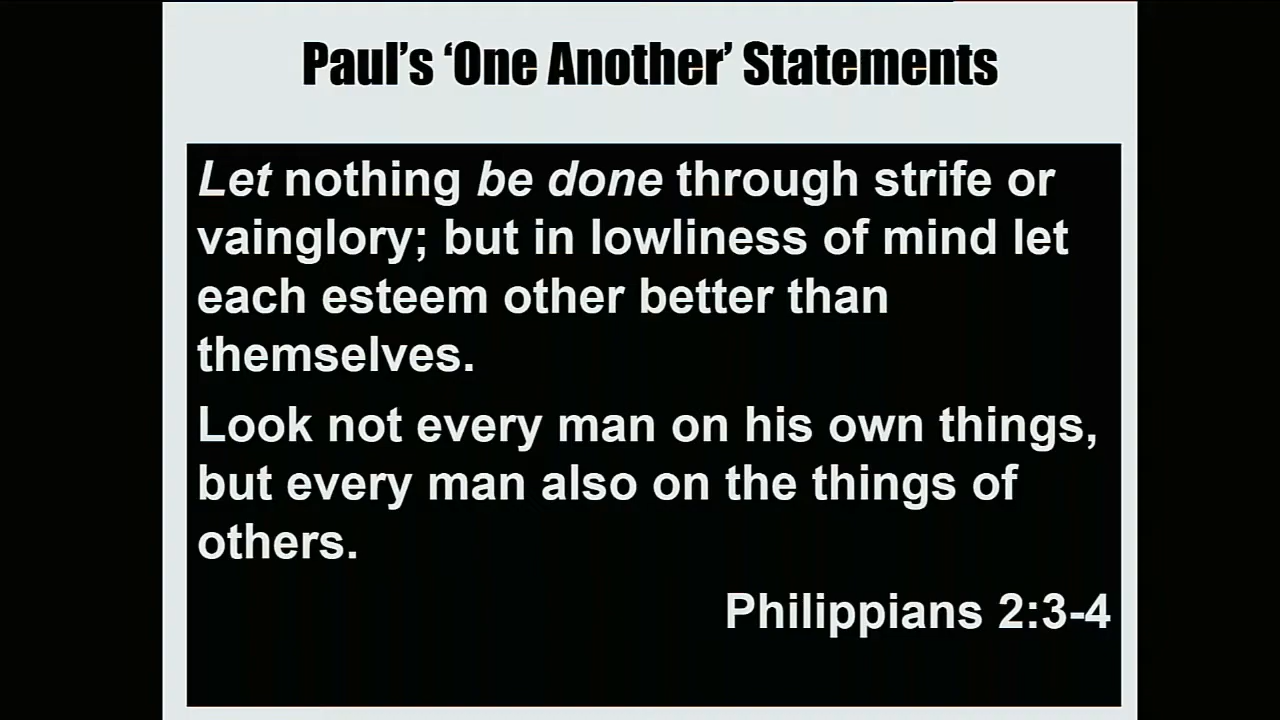 Paul’s ‘One Another’ Statements
Let nothing be done through strife or
vainglory; but in lowliness of mind let
each esteem other better than
themselves.
Look not every man on his own things,
but every man also on the things of
others.
Philippians 2:3-4